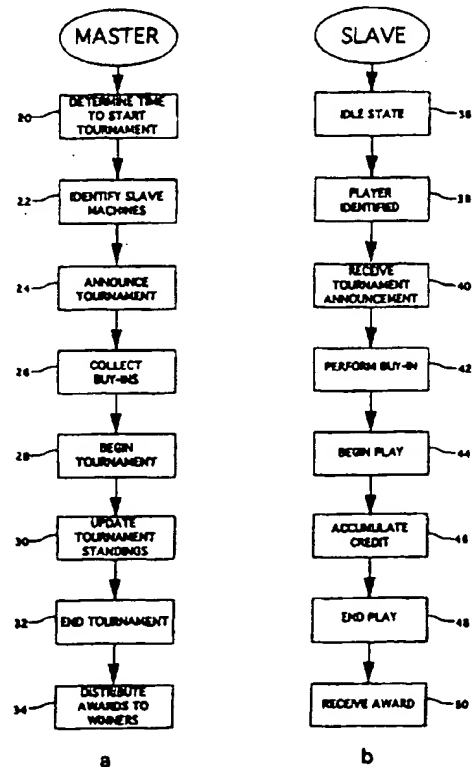 MASTER
20
DETERMINE TIME
TO START
TOURNAMENT
22
IDENTIFY SLAVE
MACHINES
24
ANNOUNCE
TOURNAMENT
26
COLLECT
BUY-INS
28
BEGIN
TOURNAMENT
30
UPDATE
TOURNAMENT
STANDINGS
32
END TOURNAMENT
34
DISTRIBUTE
AWARDS TO
WINNERS
a
SLAVE
IDLE STATE
36
PLAYER
IDENTIFIED
38
RECEIVE
TOURNAMENT
ANNOUNCEMENT
40
PERFORM BUY-IN
42
BEGIN PLAY
44
ACCUMULATE
CREDIT
46
END PLAY
48
RECEIVE AWARD
50
b